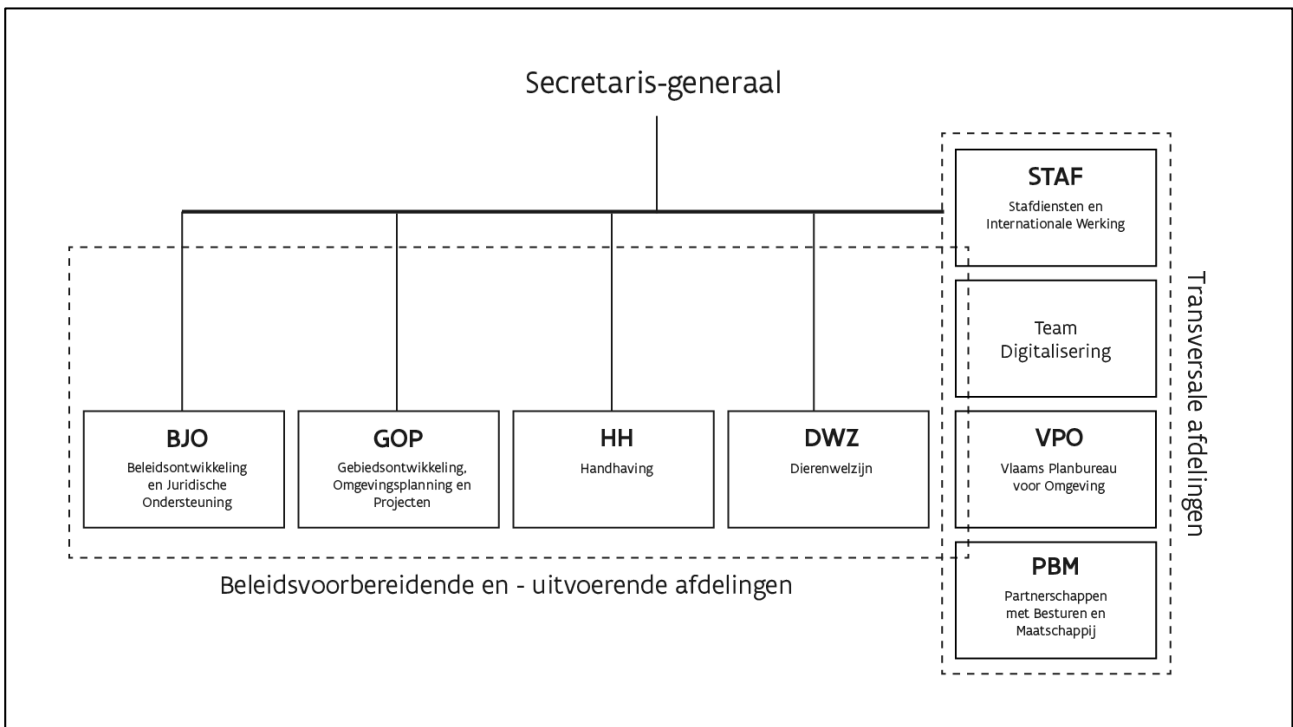 Secretaris-generaal
STAF
Stafdiensten en
Internationale Werking
Team
Digitalisering
BJO
Beleidsontwikkeling
en Juridische
Ondersteuning
GOP
Gebiedsontwikkeling,
Omgevingsplanning en
Projecten
HH
Handhaving
DWZ
Dierenwelzijn
VPO
Vlaams Planbureau
voor Omgeving
PBM
Partnerschappen
met Besturen en
Maatschappij
Transversale afdelingen
Beleidsvoorbereidende en - uitvoerende afdelingen